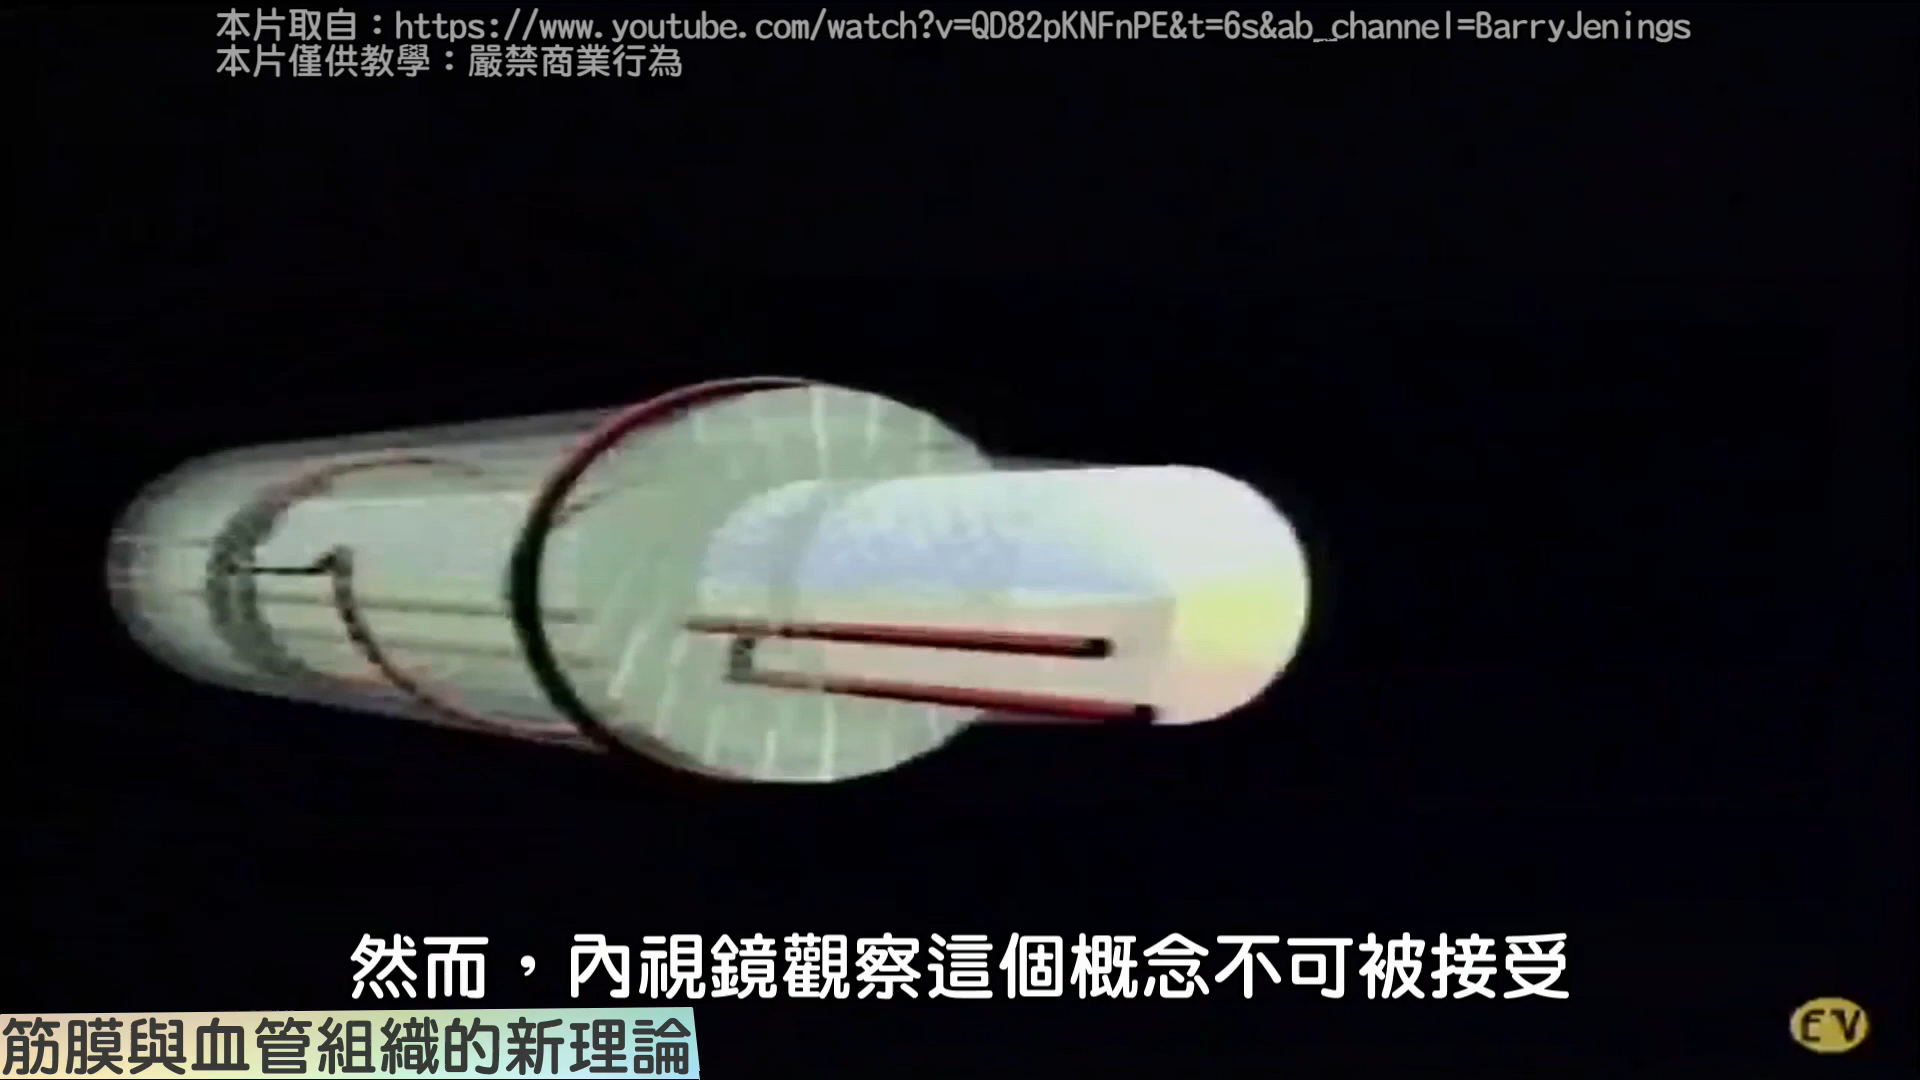 本片取自：https://www.youtube.com/watch?v=QD82pKNFnPE&t=6s&ab_channel=BarryJenings
本片僅供教學：嚴禁商業行為
然而，內視鏡觀察這個概念不可被接受
筋膜與血管組織的新理論
EV